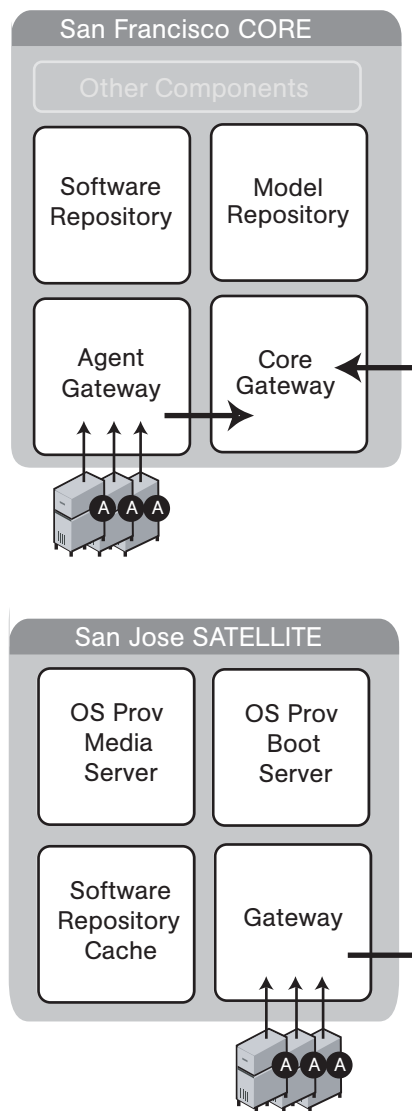 San Francisco CORE
Other Components
Software
Repository
Model
Repository
Agent
Gateway
Core
Gateway
A A A
San Jose SATELLITE
OS Prov
Media
Server
OS Prov
Boot
Server
Software
Repository
Cache
Gateway
A A A